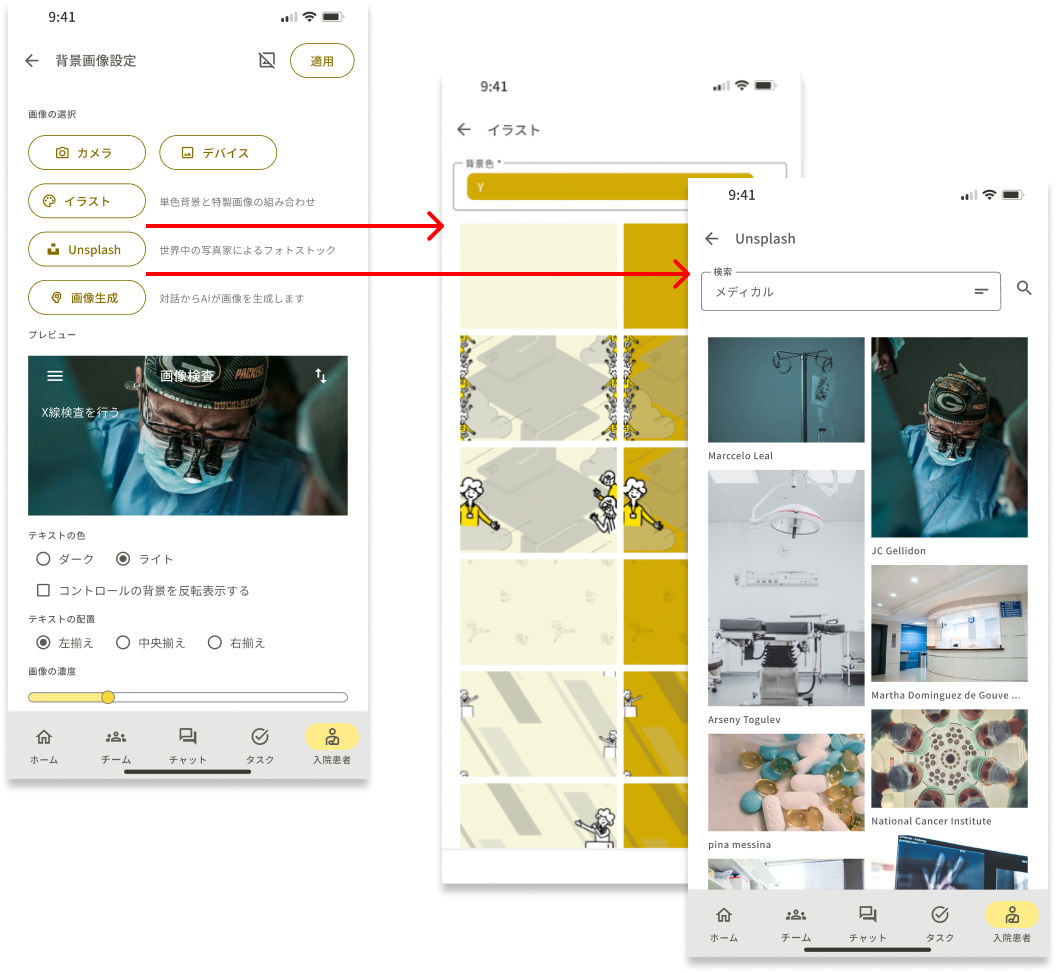 9:41
背景画像設定
適用
画像の選択
カメラ
デバイス
イラスト
単色背景と特製画像の組み合わせ
Unsplash
世界中の写真家によるフォトストック
画像生成
対話からAIが画像を生成します
プレビュー
画像検査
X線検査を行う。
PACKERS
G
テキストの色
ダーク
ライト
コントロールの背景を反転表示する
テキストの配置
左揃え
中央揃え
右揃え
画像の濃度
ホーム
チーム
チャット
タスク
入院患者
9:41
イラスト
背景色 *
Y
9:41
Unsplash
検索
メディカル
Marccelo Leal
G
JC Gellidon
Arseny Togulev
Martha Dominguez de Gouve ...
pina messina
National Cancer Institute
ホーム
チーム
チャット
タスク
入院患者